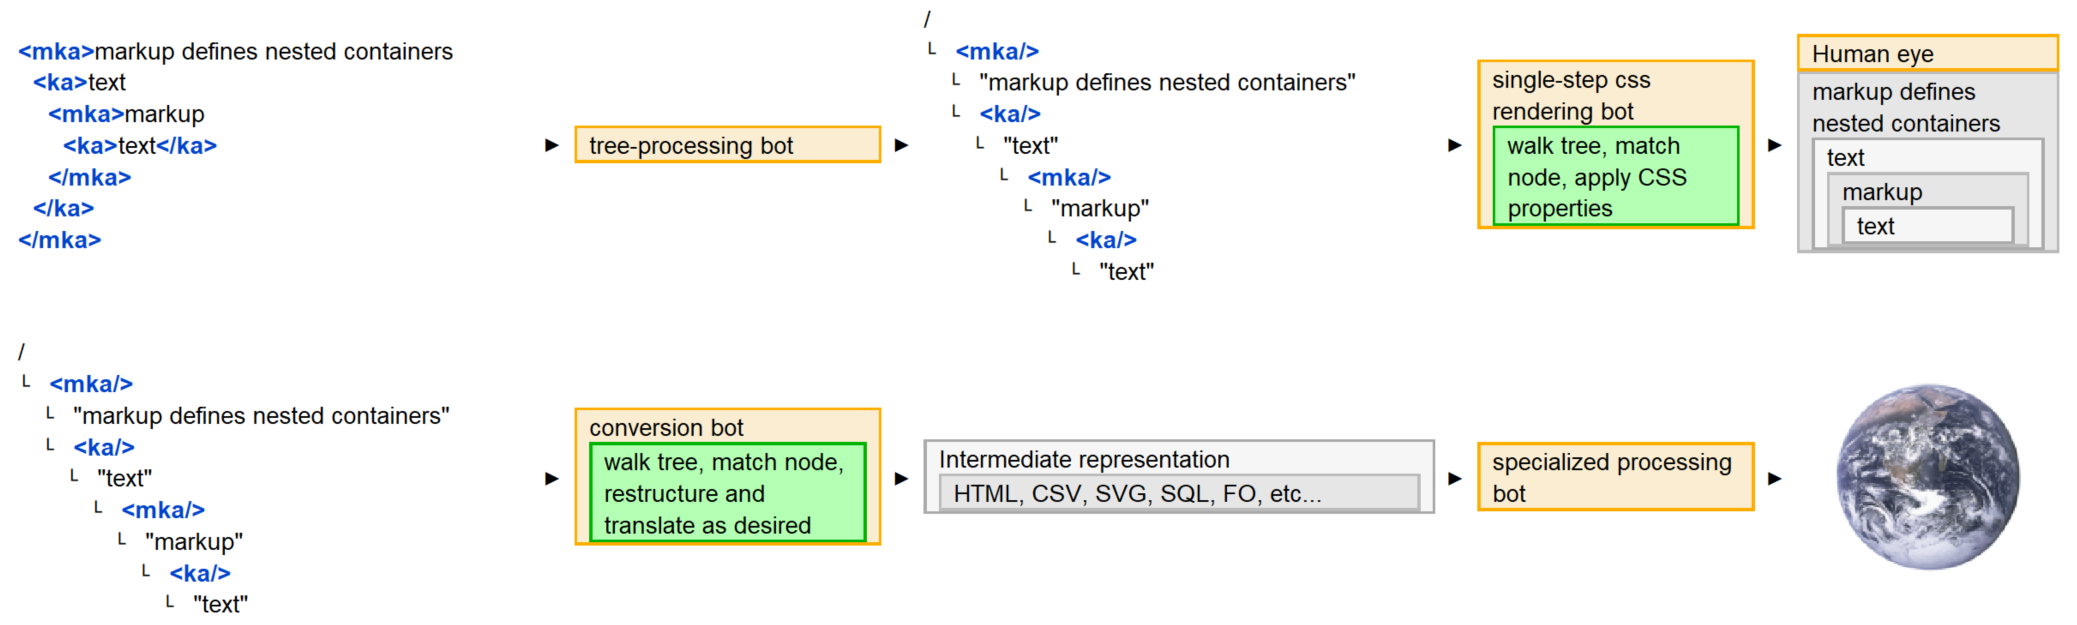 <mka>markup defines nested containers
<ka>text
<mka>markup
<ka>text</ka>
</mka>
</ka>
</mka>
tree-processing bot
/
└ <mka/>
└ "markup defines nested containers"
└ <ka/>
└ "text"
└ <mka/>
└ "markup"
└ <ka/>
└ "text"
single-step css
rendering bot
walk tree, match
node, apply CSS
properties
Human eye
markup defines
nested containers
text
markup
text
/
└ <mka/>
└ "markup defines nested containers"
└ <ka/>
└ "text"
└ <mka/>
└ "markup"
└ <ka/>
└ "text"
conversion bot
walk tree, match node,
restructure and
translate as desired
Intermediate representation
HTML, CSV, SVG, SQL, FO, etc...
specialized processing
bot